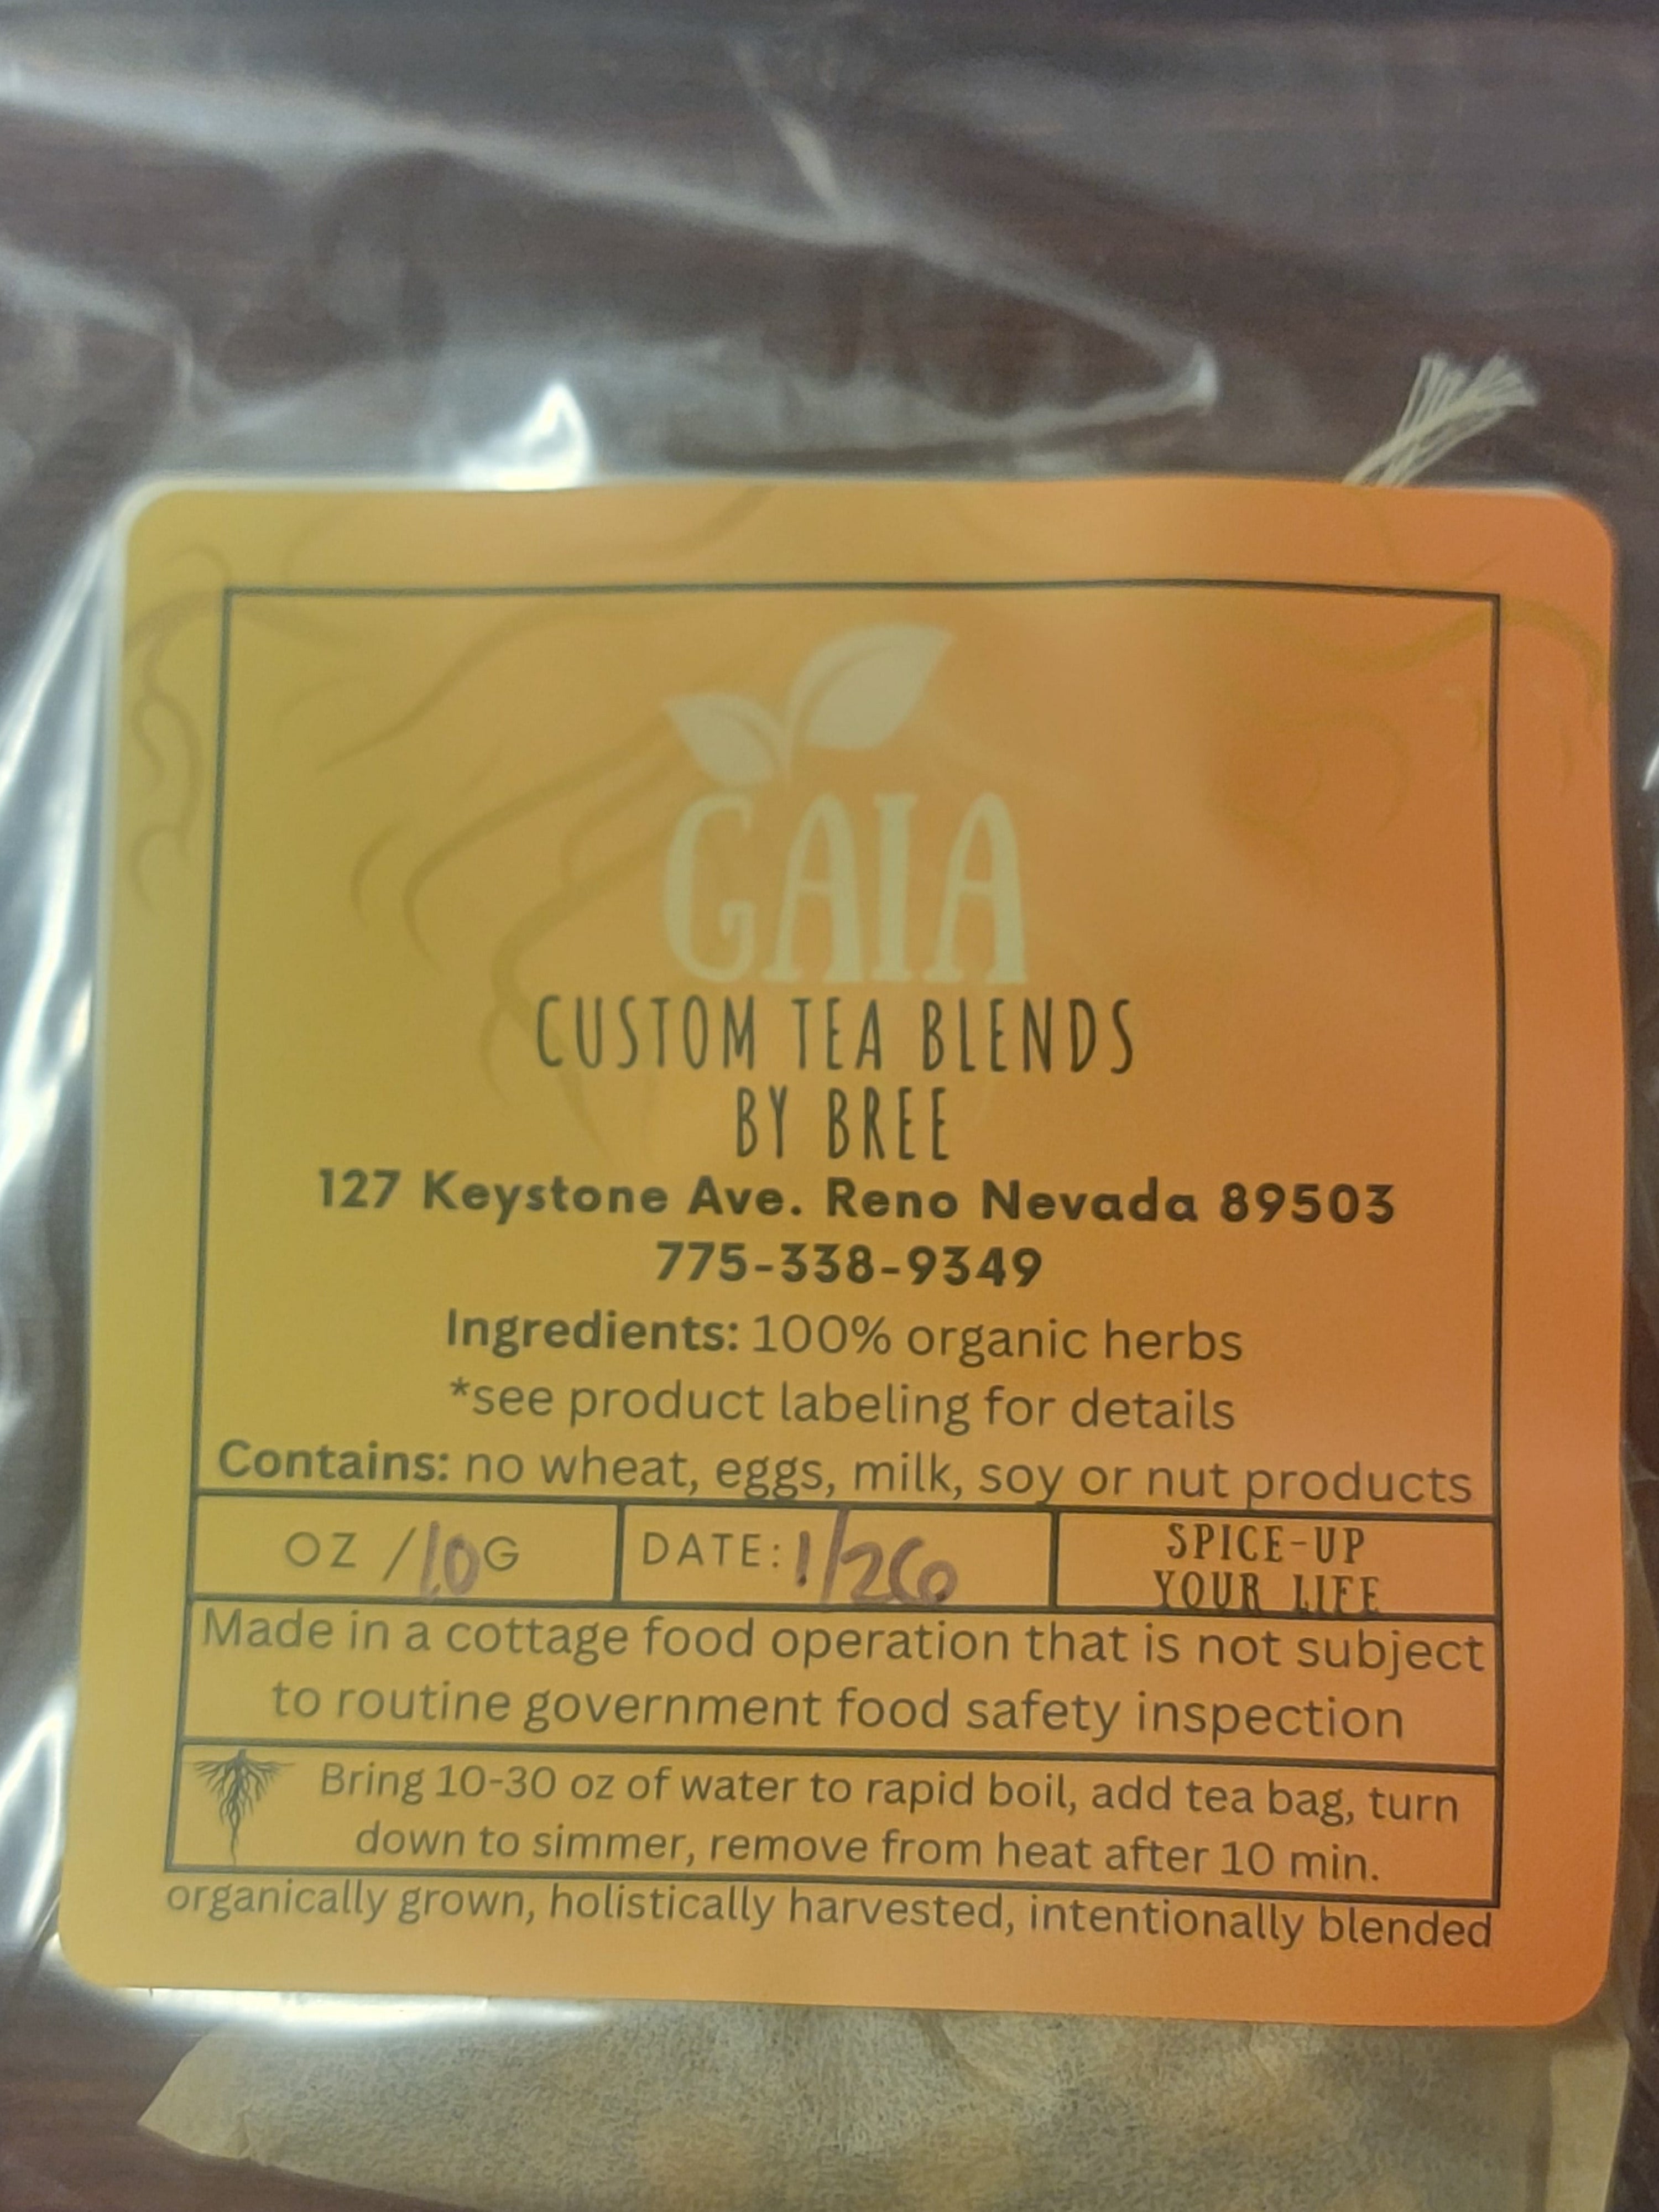 GAIA
CUSTOM TEA BLENDS
BY BREE
127 Keystone Ave. Reno Nevada 89503
775-338-9349
Ingredients: 100% organic herbs
*see product labeling for details
Contains: no wheat, eggs, milk, soy or nut products
OZ /10G
DATE: 1/26
SPICE-UP
YOUR LIFE
Made in a cottage food operation that is not subject
to routine government food safety inspection
Bring 10-30 oz of water to rapid boil, add tea bag, turn
down to simmer, remove from heat after 10 min.
organically grown, holistically harvested, intentionally blended